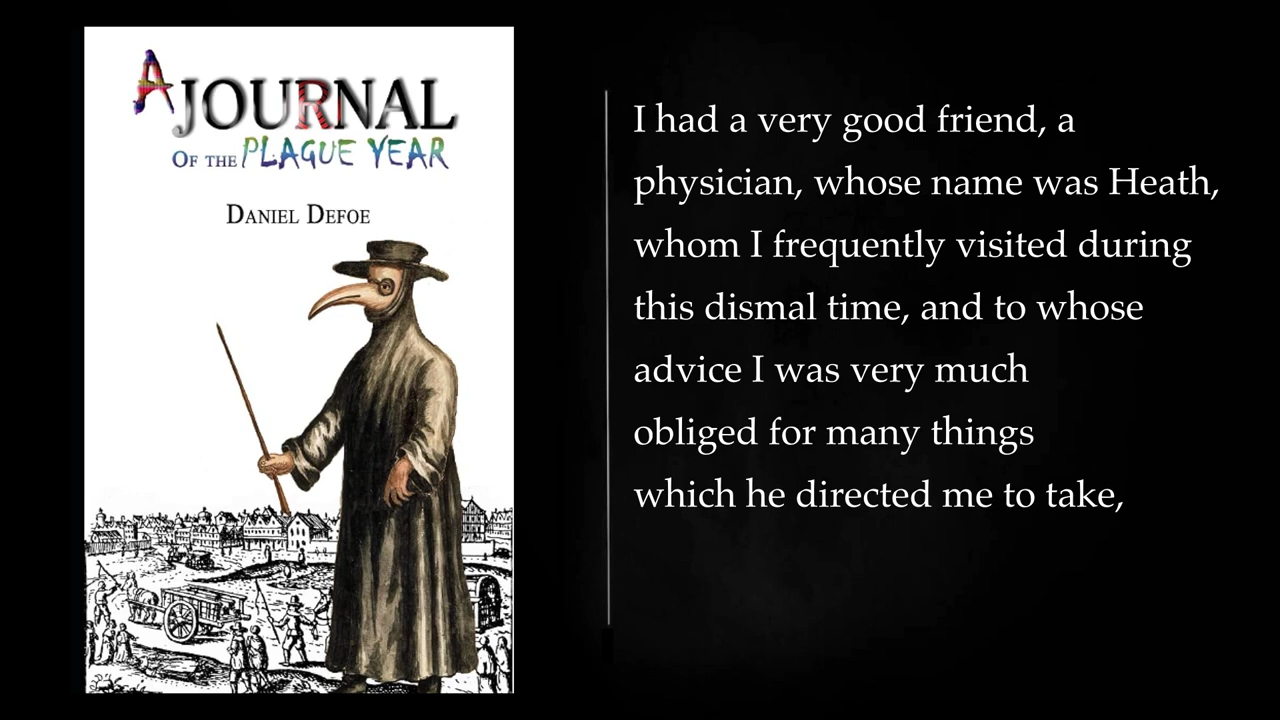 A JOURNAL
OF THE PLAGUE YEAR
DANIEL DEFOE
I had a very good friend, a
physician, whose name was Heath,
whom I frequently visited during
this dismal time, and to whose
advice I was very much
obliged for many things
which he directed me to take,